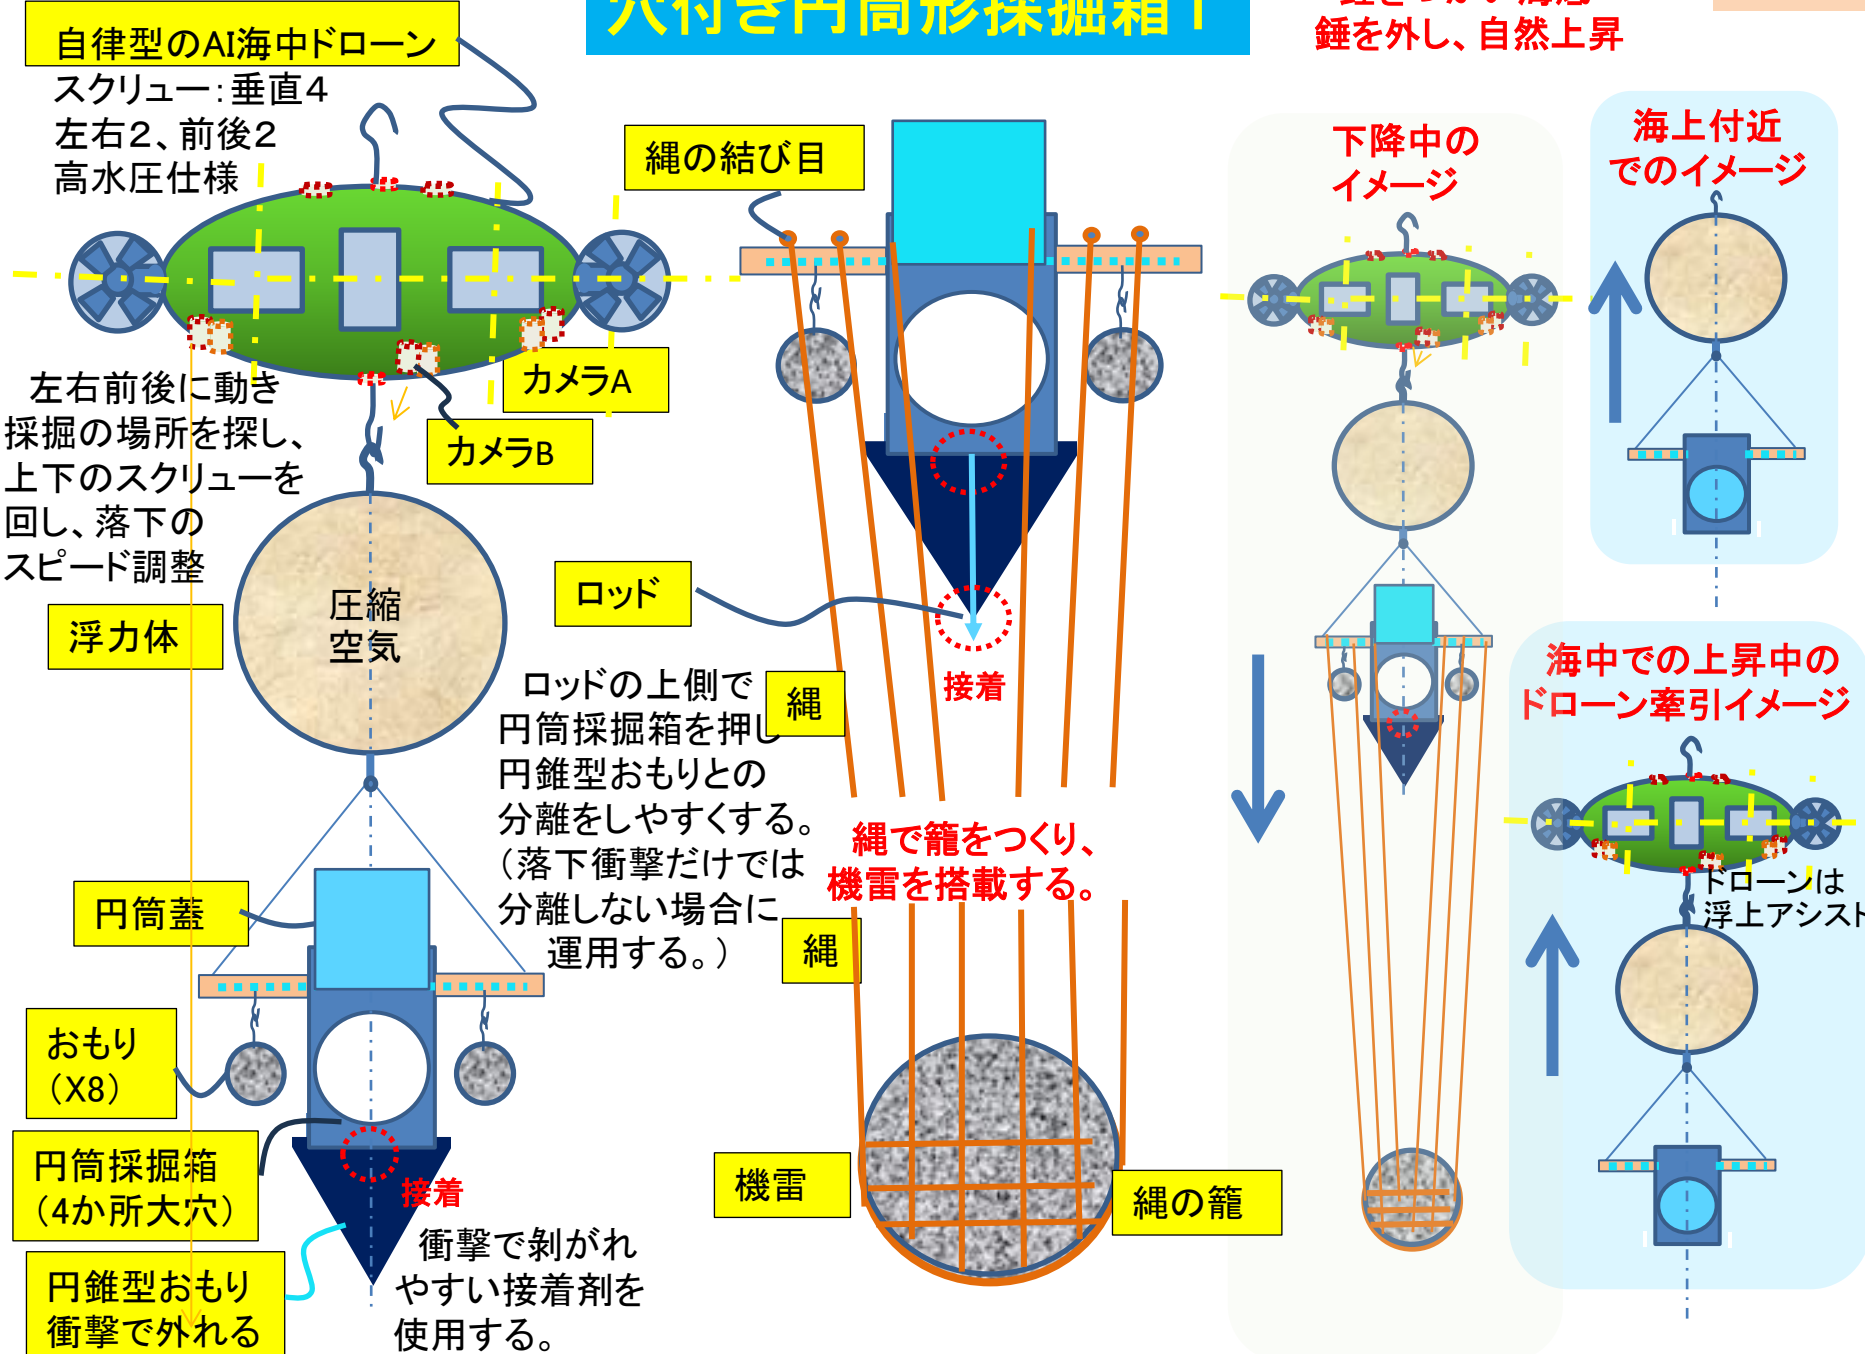 穴付き円筒形採掘箱1
錘を外し、自然上昇
自律型のAI海中ドローン
スクリュー：垂直4
左右2、前後2
高水圧仕様
縄の結び目
下降中の
イメージ
海上付近
でのイメージ
カメラA
カメラB
左右前後に動き
採掘の場所を探し、
上下のスクリューを
回し、落下の
スピード調整
圧縮
空気
浮力体
ロッド
接着
縄
ロッドの上側で
円筒採掘箱を押し
円錐型おもりとの
分離をしやすくする。
（落下衝撃だけでは
分離しない場合に
運用する。）
縄で籠をつくり、
機雷を搭載する。
縄
海中での上昇中の
ドローン牽引イメージ
ドローンは
浮上アシスト
円筒蓋
おもり
（X8）
円筒採掘箱
（4か所大穴）
接着
機雷
縄の籠
円錐型おもり
衝撃で外れる
衝撃で剝がれ
やすい接着剤を
使用する。